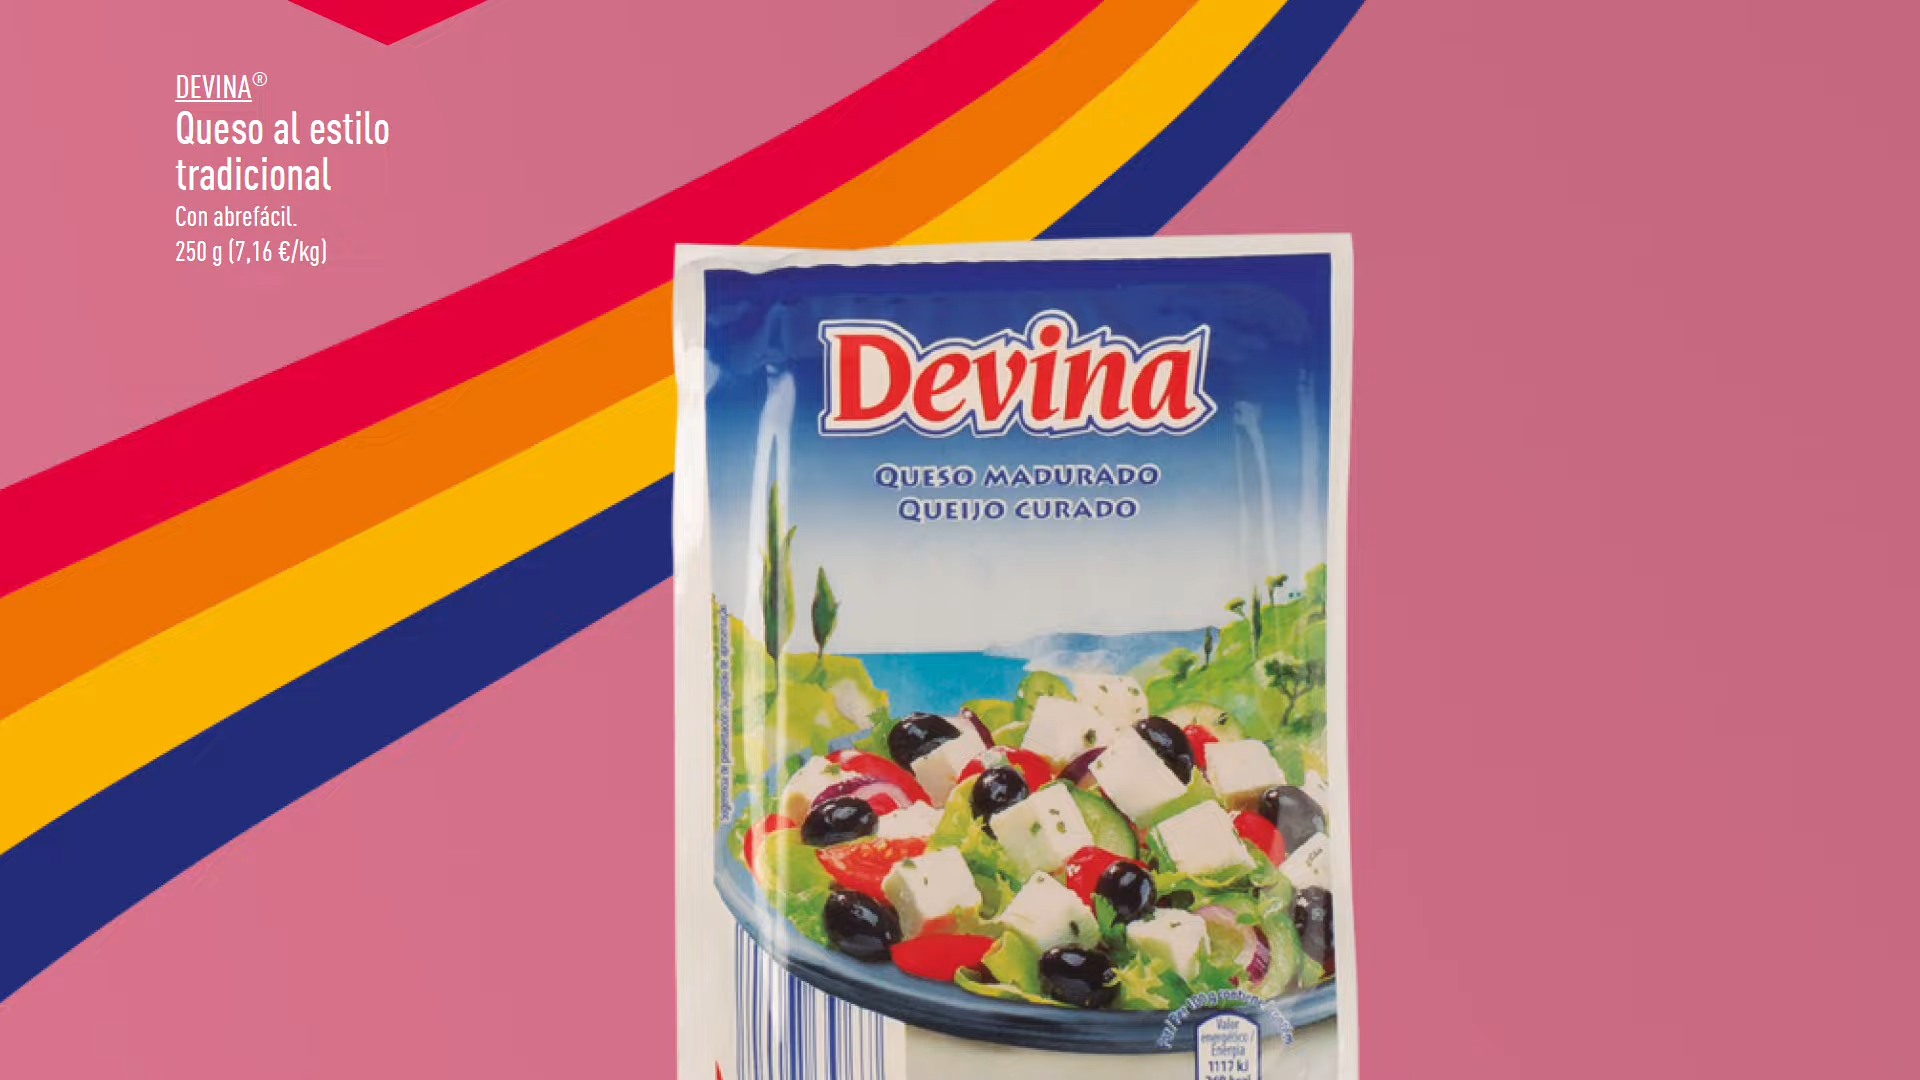 DEVINA®
Queso al estilo
tradicional
Con abrefácil.
250 g (7,16 €/kg)
Devina
QUESO MADURADO
QUEIJO CURADO
Valor
energético /
Energia
1117 kJ